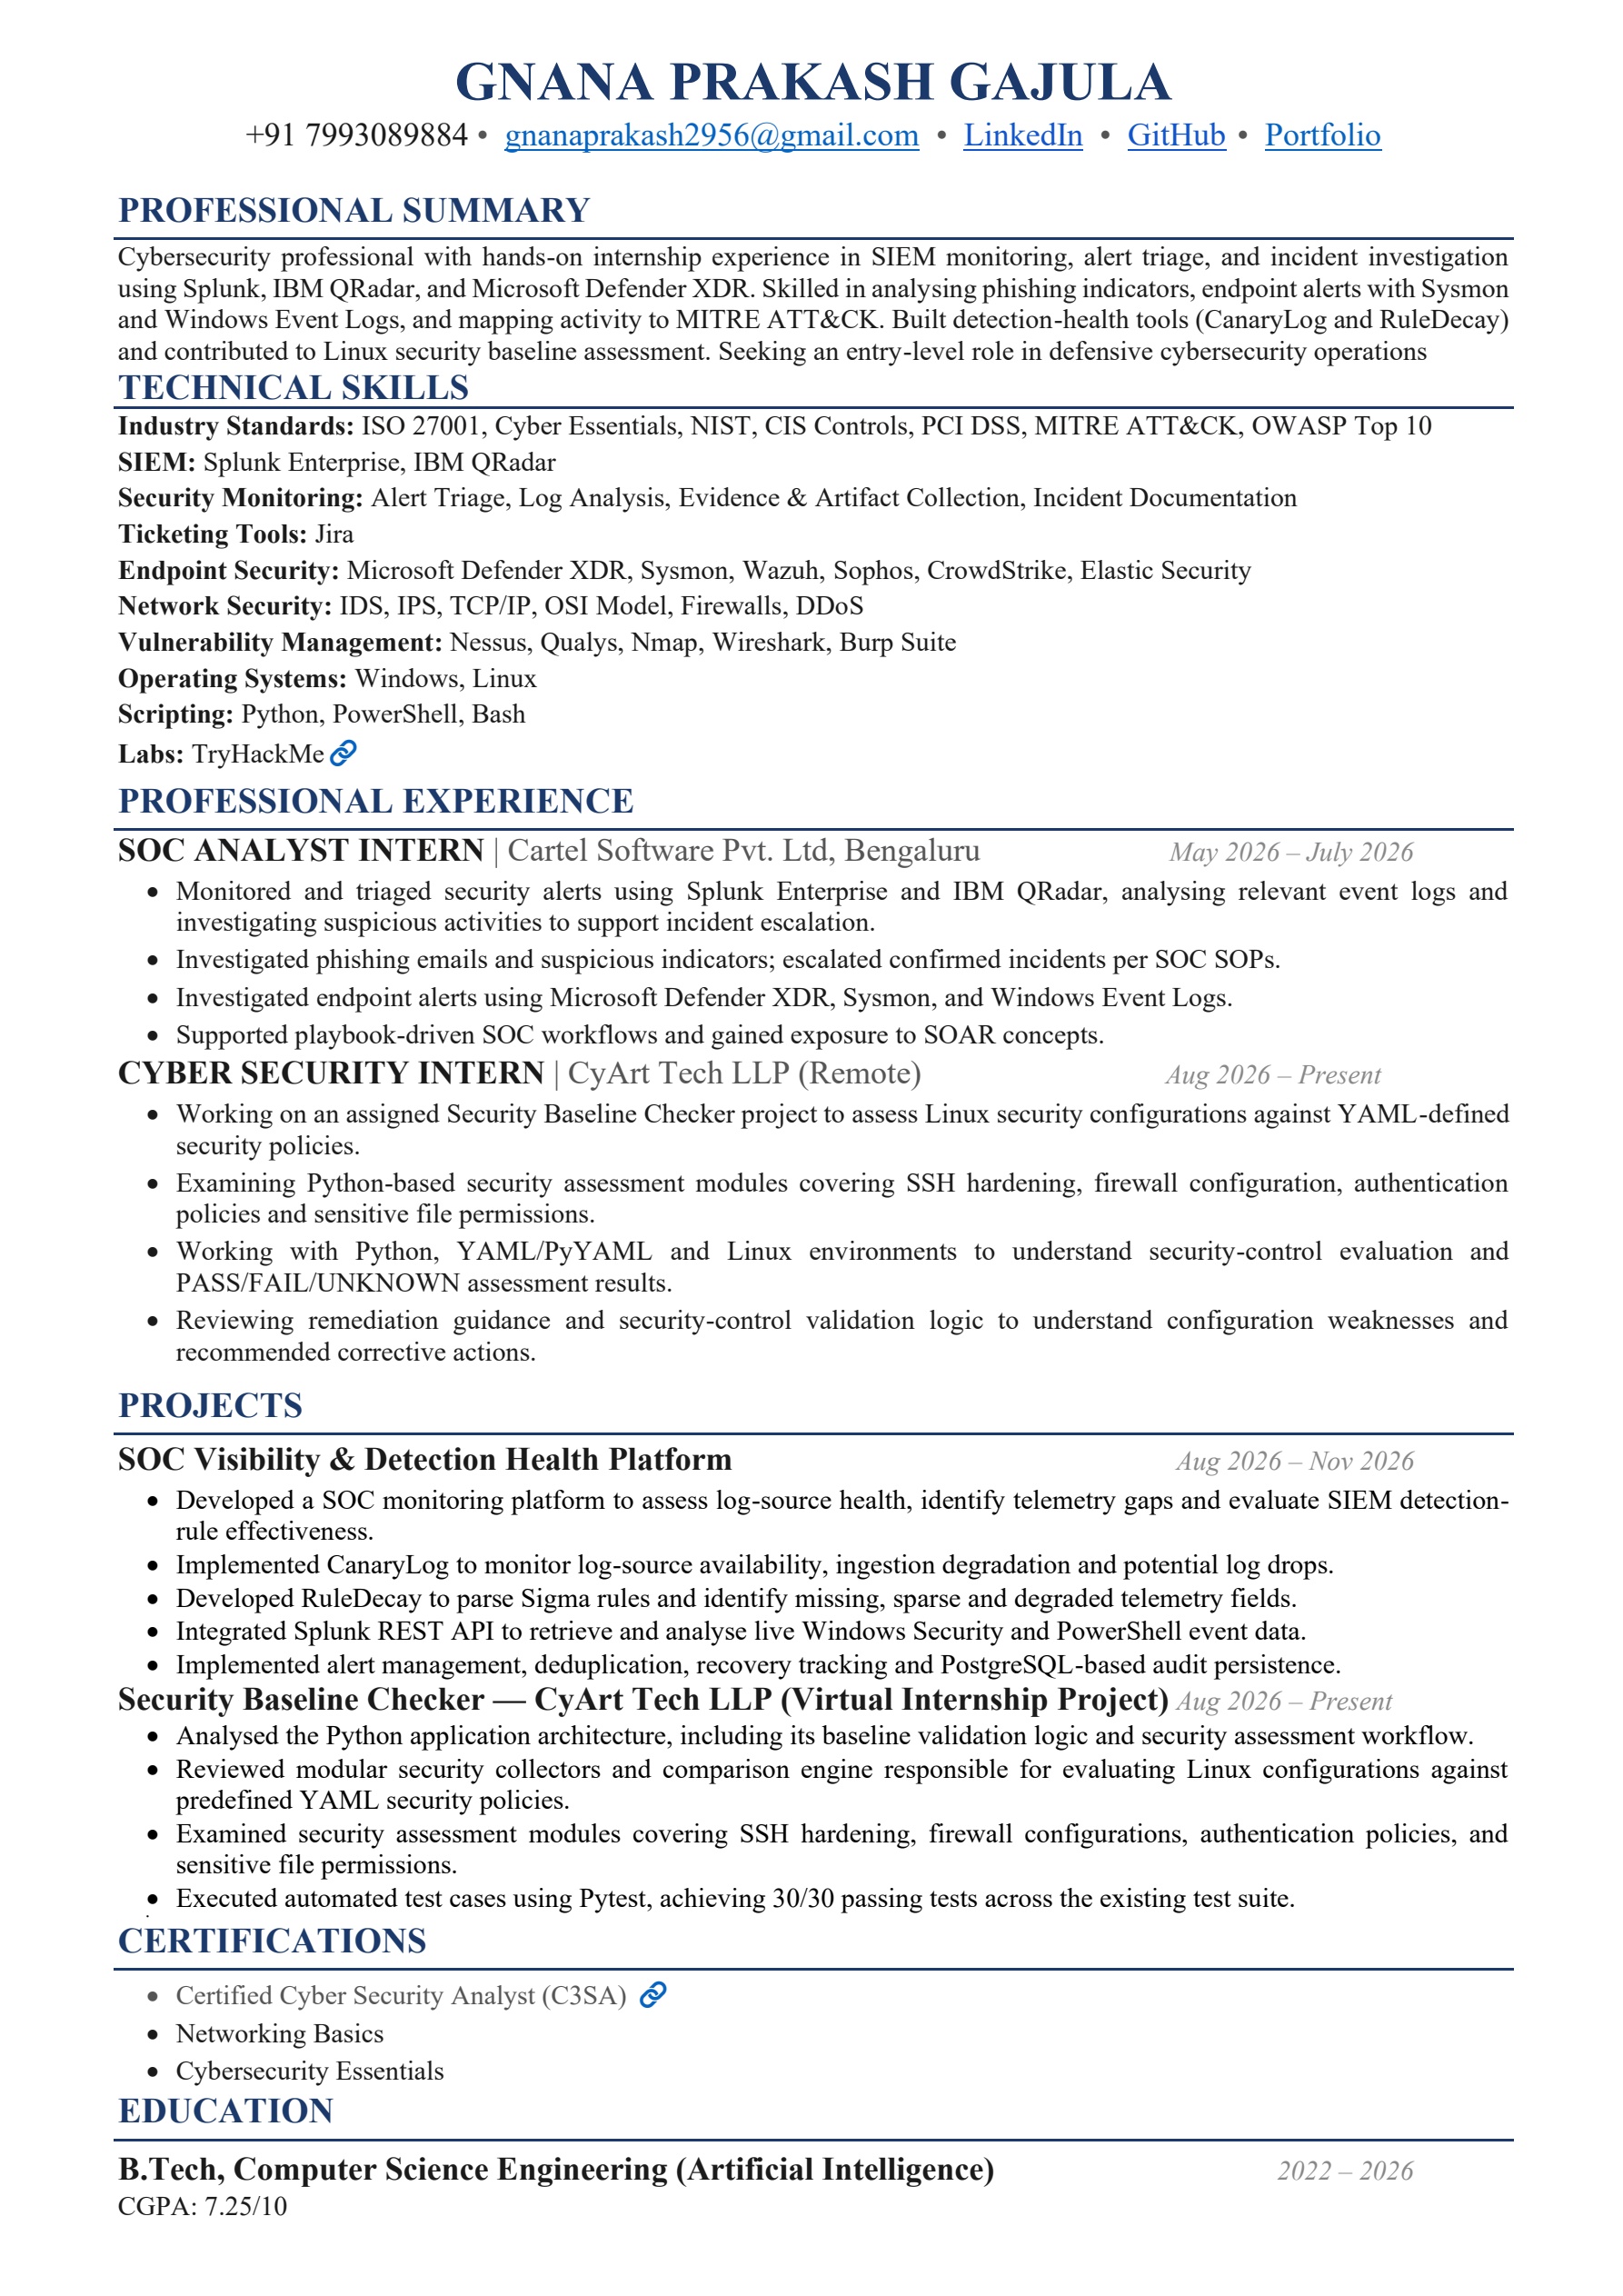 GNANA PRAKASH GAJULA
+91 7993089884 • gnanaprakash2956@gmail.com • LinkedIn • GitHub • Portfolio
PROFESSIONAL SUMMARY
Cybersecurity professional with hands-on internship experience in SIEM monitoring, alert triage, and incident investigation
using Splunk, IBM QRadar, and Microsoft Defender XDR. Skilled in analysing phishing indicators, endpoint alerts with Sysmon
and Windows Event Logs, and mapping activity to MITRE ATT&CK. Built detection-health tools (CanaryLog and RuleDecay)
and contributed to Linux security baseline assessment. Seeking an entry-level role in defensive cybersecurity operations
TECHNICAL SKILLS
Industry Standards: ISO 27001, Cyber Essentials, NIST, CIS Controls, PCI DSS, MITRE ATT&CK, OWASP Top 10
SIEM: Splunk Enterprise, IBM QRadar
Security Monitoring: Alert Triage, Log Analysis, Evidence & Artifact Collection, Incident Documentation
Ticketing Tools: Jira
Endpoint Security: Microsoft Defender XDR, Sysmon, Wazuh, Sophos, CrowdStrike, Elastic Security
Network Security: IDS, IPS, TCP/IP, OSI Model, Firewalls, DDoS
Vulnerability Management: Nessus, Qualys, Nmap, Wireshark, Burp Suite
Operating Systems: Windows, Linux
Scripting: Python, PowerShell, Bash
Labs: TryHackMe
PROFESSIONAL EXPERIENCE
SOC ANALYST INTERN | Cartel Software Pvt. Ltd, Bengaluru May 2026 – July 2026
• Monitored and triaged security alerts using Splunk Enterprise and IBM QRadar, analysing relevant event logs and
investigating suspicious activities to support incident escalation.
• Investigated phishing emails and suspicious indicators; escalated confirmed incidents per SOC SOPs.
• Investigated endpoint alerts using Microsoft Defender XDR, Sysmon, and Windows Event Logs.
• Supported playbook-driven SOC workflows and gained exposure to SOAR concepts.
CYBER SECURITY INTERN | CyArt Tech LLP (Remote) Aug 2026 – Present
• Working on an assigned Security Baseline Checker project to assess Linux security configurations against YAML-defined
security policies.
• Examining Python-based security assessment modules covering SSH hardening, firewall configuration, authentication
policies and sensitive file permissions.
• Working with Python, YAML/PyYAML and Linux environments to understand security-control evaluation and
PASS/FAIL/UNKNOWN assessment results.
• Reviewing remediation guidance and security-control validation logic to understand configuration weaknesses and
recommended corrective actions.
PROJECTS
SOC Visibility & Detection Health Platform Aug 2026 – Nov 2026
• Developed a SOC monitoring platform to assess log-source health, identify telemetry gaps and evaluate SIEM detection-
rule effectiveness.
• Implemented CanaryLog to monitor log-source availability, ingestion degradation and potential log drops.
• Developed RuleDecay to parse Sigma rules and identify missing, sparse and degraded telemetry fields.
• Integrated Splunk REST API to retrieve and analyse live Windows Security and PowerShell event data.
• Implemented alert management, deduplication, recovery tracking and PostgreSQL-based audit persistence.
Security Baseline Checker — CyArt Tech LLP (Virtual Internship Project) Aug 2026 – Present
• Analysed the Python application architecture, including its baseline validation logic and security assessment workflow.
• Reviewed modular security collectors and comparison engine responsible for evaluating Linux configurations against
predefined YAML security policies.
• Examined security assessment modules covering SSH hardening, firewall configurations, authentication policies, and
sensitive file permissions.
• Executed automated test cases using Pytest, achieving 30/30 passing tests across the existing test suite.
CERTIFICATIONS
• Certified Cyber Security Analyst (C3SA)
• Networking Basics
• Cybersecurity Essentials
EDUCATION
B.Tech, Computer Science Engineering (Artificial Intelligence) 2022 – 2026
CGPA: 7.25/10